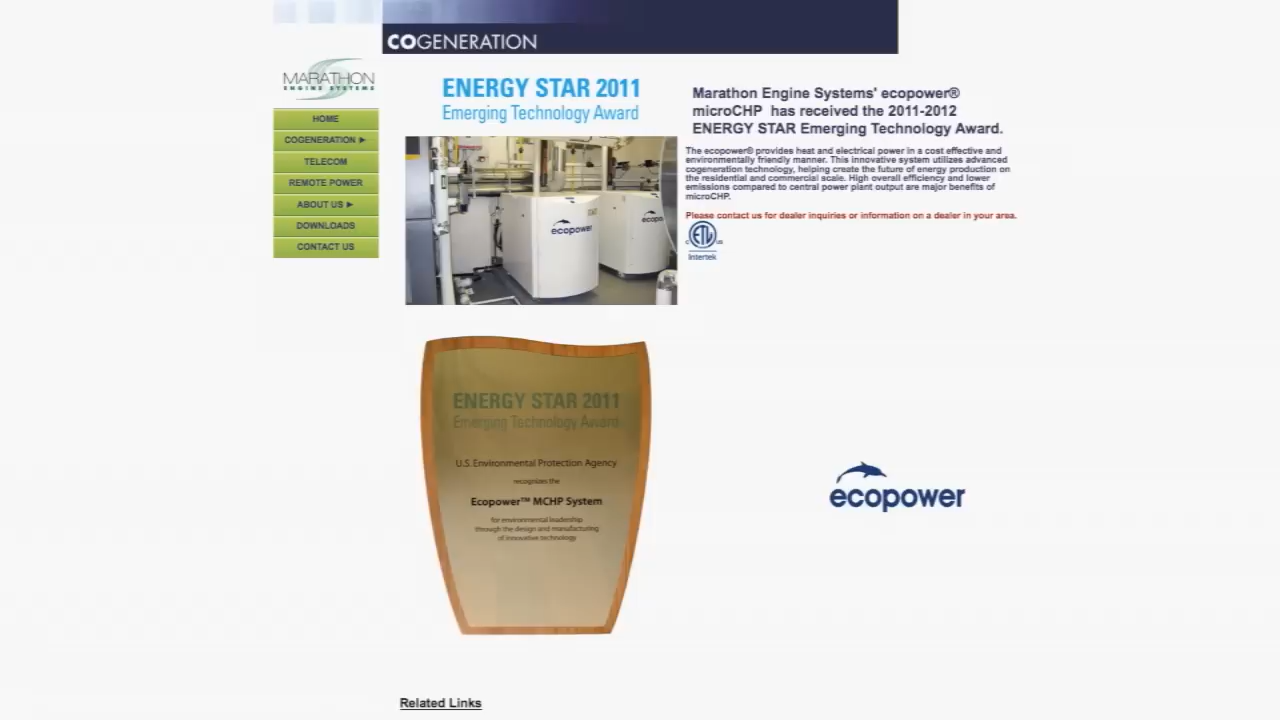 COGENERATION
MARATHON
ENGINE SYSTEMS
HOME
COGENERATION ▶
TELECOM
REMOTE POWER
ABOUT US ▶
DOWNLOADS
CONTACT US
ENERGY STAR 2011
Emerging Technology Award
ecopower
ecopo
Marathon Engine Systems' ecopower®
microCHP has received the 2011-2012
ENERGY STAR Emerging Technology Award.
The ecopower® provides heat and electrical power in a cost effective and
environmentally friendly manner. This innovative system utilizes advanced
cogeneration technology, helping create the future of energy production on
the residential and commercial scale. High overall efficiency and lower
emissions compared to central power plant output are major benefits of
microCHP.
Please contact us for dealer inquiries or information on a dealer in your area.
C ETL US
Intertek
ENERGY STAR 2011
Emerging Technology Award
U.S. Environmental Protection Agency
recognizes the
Ecopower™ MCHP System
for environmental leadership
through the design and manufacturing
of innovative technology
ecopower
Related Links